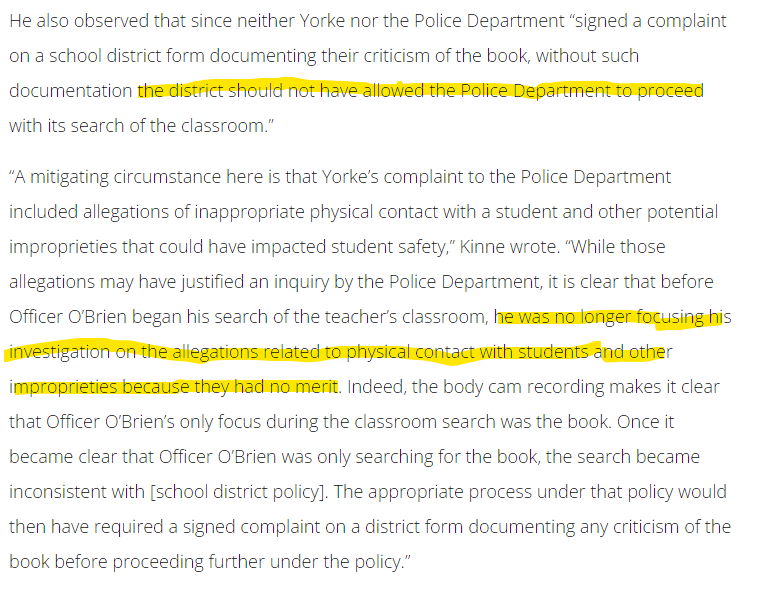 He also observed that since neither Yorke nor the Police Department “signed a complaint
on a school district form documenting their criticism of the book, without such
documentation the district should not have allowed the Police Department to proceed
with its search of the classroom.”
“A mitigating circumstance here is that Yorke’s complaint to the Police Department
included allegations of inappropriate physical contact with a student and other potential
improprieties that could have impacted student safety,” Kinne wrote. “While those
allegations may have justified an inquiry by the Police Department, it is clear that before
Officer O’Brien began his search of the teacher’s classroom, he was no longer focusing his
investigation on the allegations related to physical contact with students and other
improprieties because they had no merit. Indeed, the body cam recording makes it clear
that Officer O’Brien’s only focus during the classroom search was the book. Once it
became clear that Officer O’Brien was only searching for the book, the search became
inconsistent with [school district policy]. The appropriate process under that policy would
then have required a signed complaint on a district form documenting any criticism of the
book before proceeding further under the policy.”